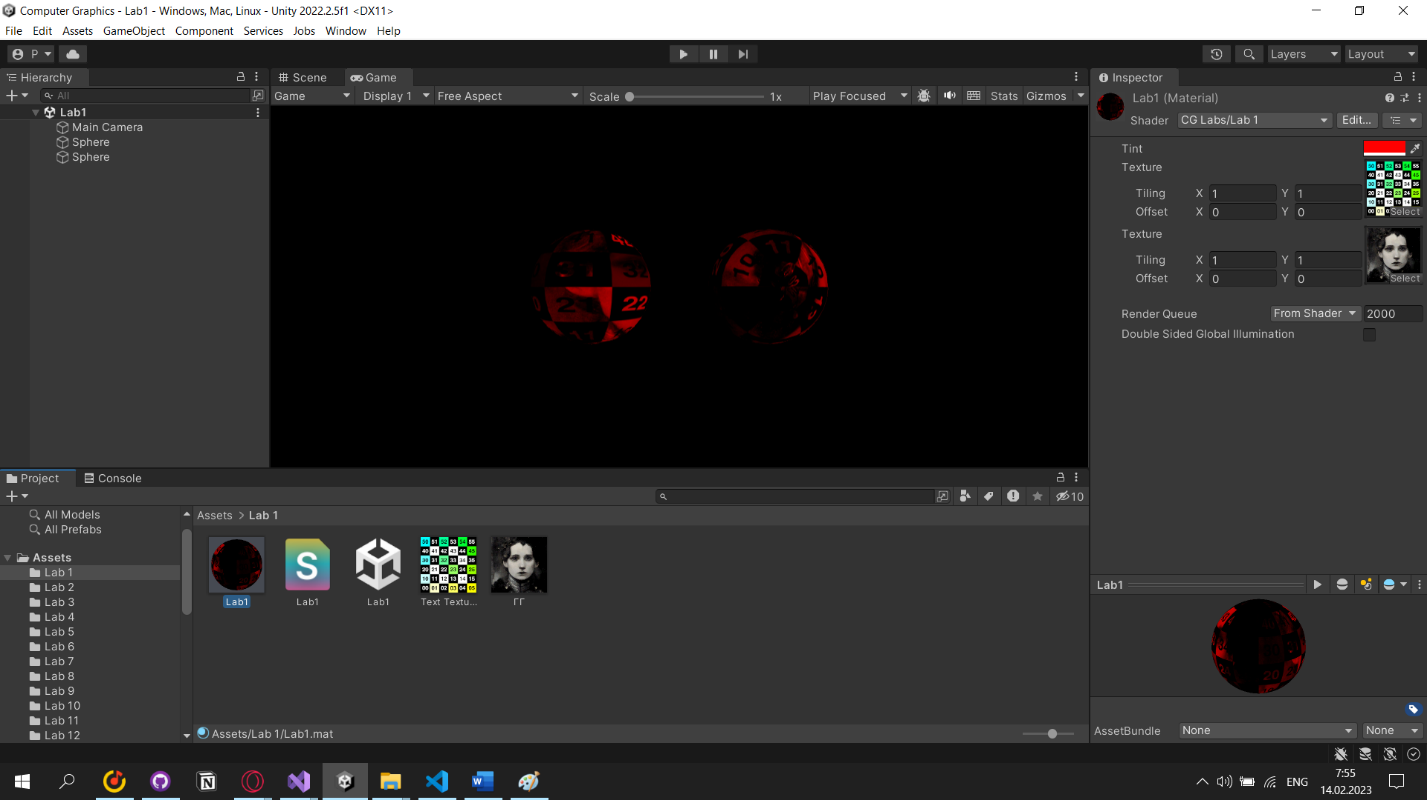 Computer Graphics - Lab1 - Windows, Mac, Linux - Unity 2022.2.5f1 <DX11>
File Edit Assets GameObject Component Services Jobs Window Help
P Layers Layout
Hierarchy
All
Lab1
Main Camera
Sphere
Sphere
Scene Game
Game Display 1 Free Aspect Scale 1x Play Focused Stats Gizmos
31 32
21 22
10 11
Inspector
Lab1 (Material)
Shader CG Labs/Lab 1 Edit...
Tint
Texture
Tiling X 1 Y 1
Offset X 0 Y 0
Select
Texture
Tiling X 1 Y 1
Offset X 0 Y 0
Select
Render Queue From Shader 2000
Double Sided Global Illumination
Project Console
10
All Models
All Prefabs
Assets
Lab 1
Lab 2
Lab 3
Lab 4
Lab 5
Lab 6
Lab 7
Lab 8
Lab 9
Lab 10
Lab 11
Lab 12
Assets > Lab 1
Lab1 Lab1 Lab1 Text Textu... ГГ
Assets/Lab 1/Lab1.mat
Lab1
20
AssetBundle None None
ENG
7:55
14.02.2023